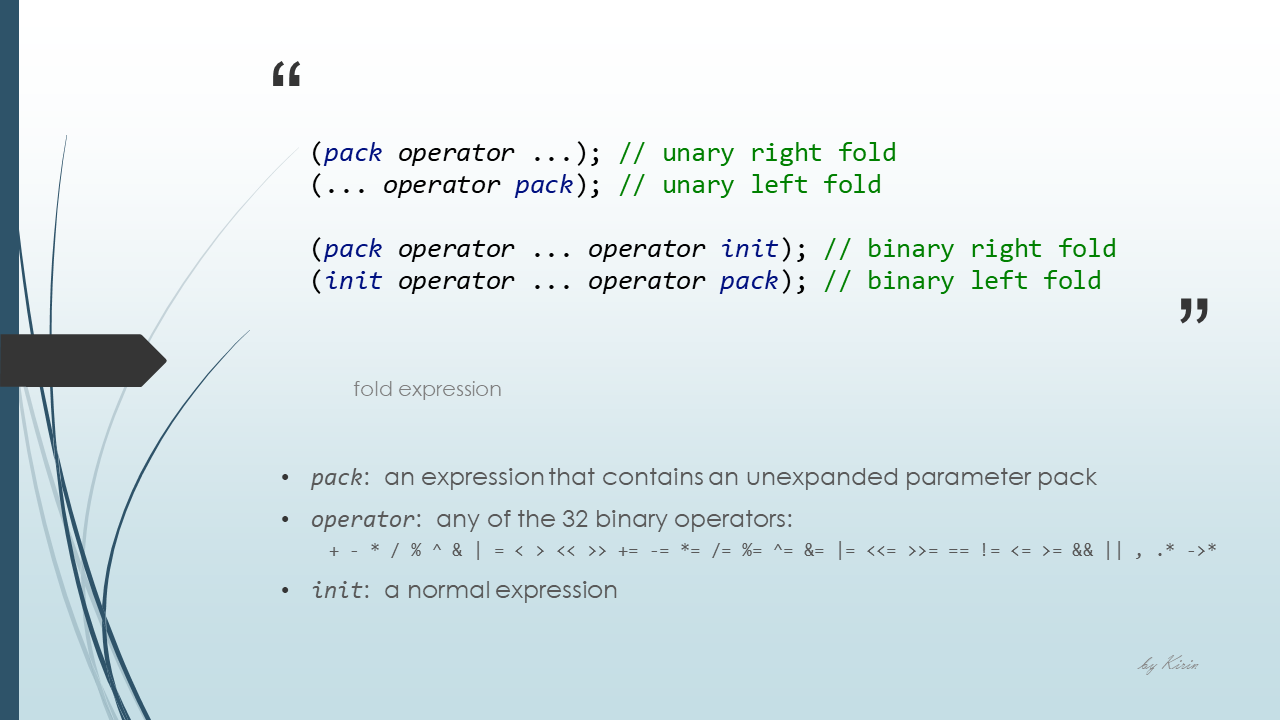 “
(pack operator ...); // unary right fold
(... operator pack); // unary left fold
(pack operator ... operator init); // binary right fold
(init operator ... operator pack); // binary left fold
”
fold expression
• pack: an expression that contains an unexpanded parameter pack
• operator: any of the 32 binary operators:
+ - * / % ^ & | = < > << >> += -= *= /= %= ^= &= |= <<= >>= == != <= >= && || , .* ->*
• init: a normal expression
by Kirin